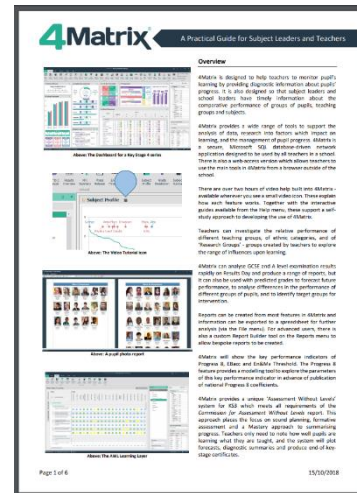 4Matrix
A Practical Guide for Subject Leaders and Teachers
Overview
4Matrix is designed to help teachers to monitor pupil's
learning by providing diagnostic information about pupils'
progress. It is also designed so that subject leaders and
school leaders have timely information about the
comparative performance of groups of pupils, teaching
groups and subjects.
4Matrix provides a wide range of tools to support the
analysis of data, research into factors which impact on
learning, and the management of pupil progress. 4Matrix is
a secure, Microsoft SQL database-driven network
application designed to be used by all teachers in a school.
There is also a web-access version which allows teachers to
use the main tools in 4Matrix from a browser outside of the
school.
There are over two hours of video help built into 4Matrix -
available wherever you see a small video icon. These explain
how each feature works. Together with the interactive
guides available from the Help menu, these support a self-
study approach to developing the use of 4Matrix.
Teachers can investigate the relative performance of
different teaching groups, of ethnic categories, and of
"Research Groups" - groups created by teachers to explore
the range of influences upon learning.
4Matrix can analyse GCSE and A level examination results
rapidly on Results Day and produce a range of reports, but
it can also be used with predicted grades to forecast future
performance, to analyse differences in the performance of
different groups of pupils, and to identify target groups for
intervention.
Reports can be created from most features in 4Matrix and
information can be exported to a spreadsheet for further
analysis (via the File menu). For advanced users, there is
also a custom Report Builder tool on the Reports menu to
allow bespoke reports to be created.
4Matrix will show the key performance indicators of
Progress 8, EBacc and En&Ma Threshold. The Progress 8
feature provides a modelling tool to explore the parameters
of this key performance indicator in advance of publication
of national Progress 8 coefficients.
4Matrix provides a unique 'Assessment Without Levels'
system for KS3 which meets all requirements of the
Commission for Assessment Without Levels report. This
approach places the focus on sound planning, formative
assessment and a Mastery approach to summarising
progress. Teachers only need to note how well pupils are
learning what they are taught, and the system will plot
forecasts, diagnostic summaries and produce end-of-key-
stage certificates.
Above: The Dashboard for a Key Stage 4 series
Subject Profile
Above: The Video Tutorial icon
Above: A pupil photo report
Above: The AWL Learning Laser
Page 1 of 6
15/10/2018